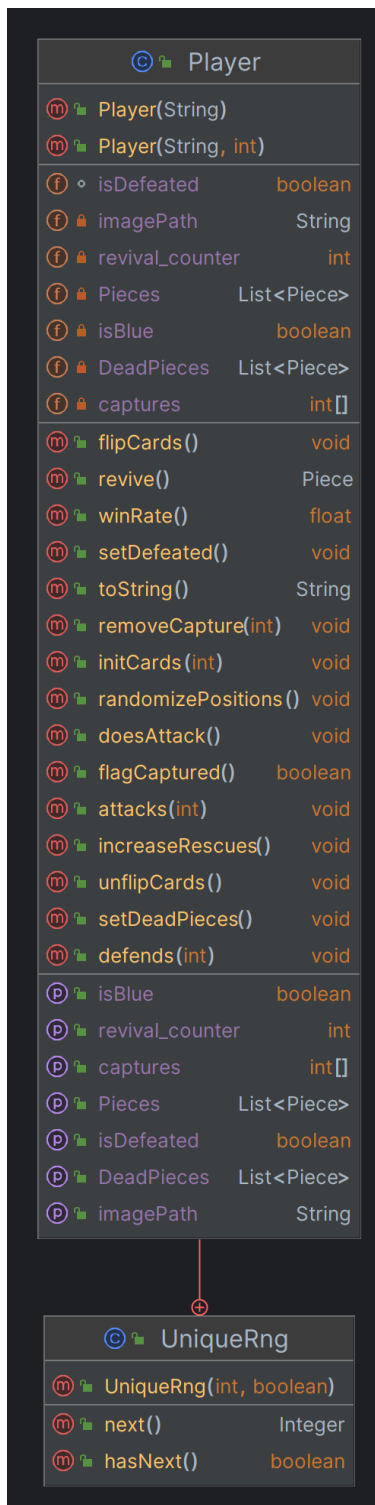 Player
Player(String)
Player(String, int)
isDefeated boolean
imagePath String
revival_counter int
Pieces List<Piece>
isBlue boolean
DeadPieces List<Piece>
captures int[]
flipCards() void
revive() Piece
winRate() float
setDefeated() void
toString() String
removeCapture(int) void
initCards(int) void
randomizePositions() void
doesAttack() void
flagCaptured() boolean
attacks(int) void
increaseRescues() void
unflipCards() void
setDeadPieces() void
defends(int) void
isBlue boolean
revival_counter int
captures int[]
Pieces List<Piece>
isDefeated boolean
DeadPieces List<Piece>
imagePath String
UniqueRng
UniqueRng(int, boolean)
next() Integer
hasNext() boolean